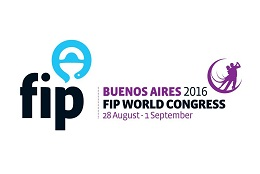 fip
BUENOS AIRES 2016
FIP WORLD CONGRESS
28 August - 1 September